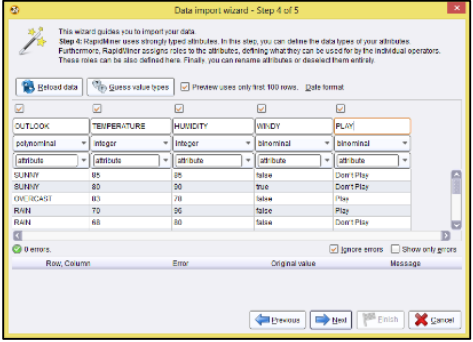 Data import wizard - Step 4 of 5
This wizard guides you to import your data.
Step 4: RapidMiner uses strongly typed attributes. In this step, you can define the data types of your attributes.
Furthermore, RapidMiner assigns roles to the attributes, defining what they can be used for by the individual operators.
These roles can be also defined here. Finally, you can rename attributes or deselect them entirely.
Reload data Guess value types Preview uses only first 100 rows. Date format
OUTLOOK TEMPERATURE HUMIDITY WINDY PLAY
polynominal integer integer binominal binominal
attribute attribute attribute attribute attribute
SUNNY 85 85 false Don't Play
SUNNY 80 90 true Don't Play
OVERCAST 83 78 false Play
RAIN 70 96 false Play
RAIN 68 80 false Don't Play
0 errors. Ignore errors Show only errors
Row, Column Error Original value Message
Previous Next Finish Cancel